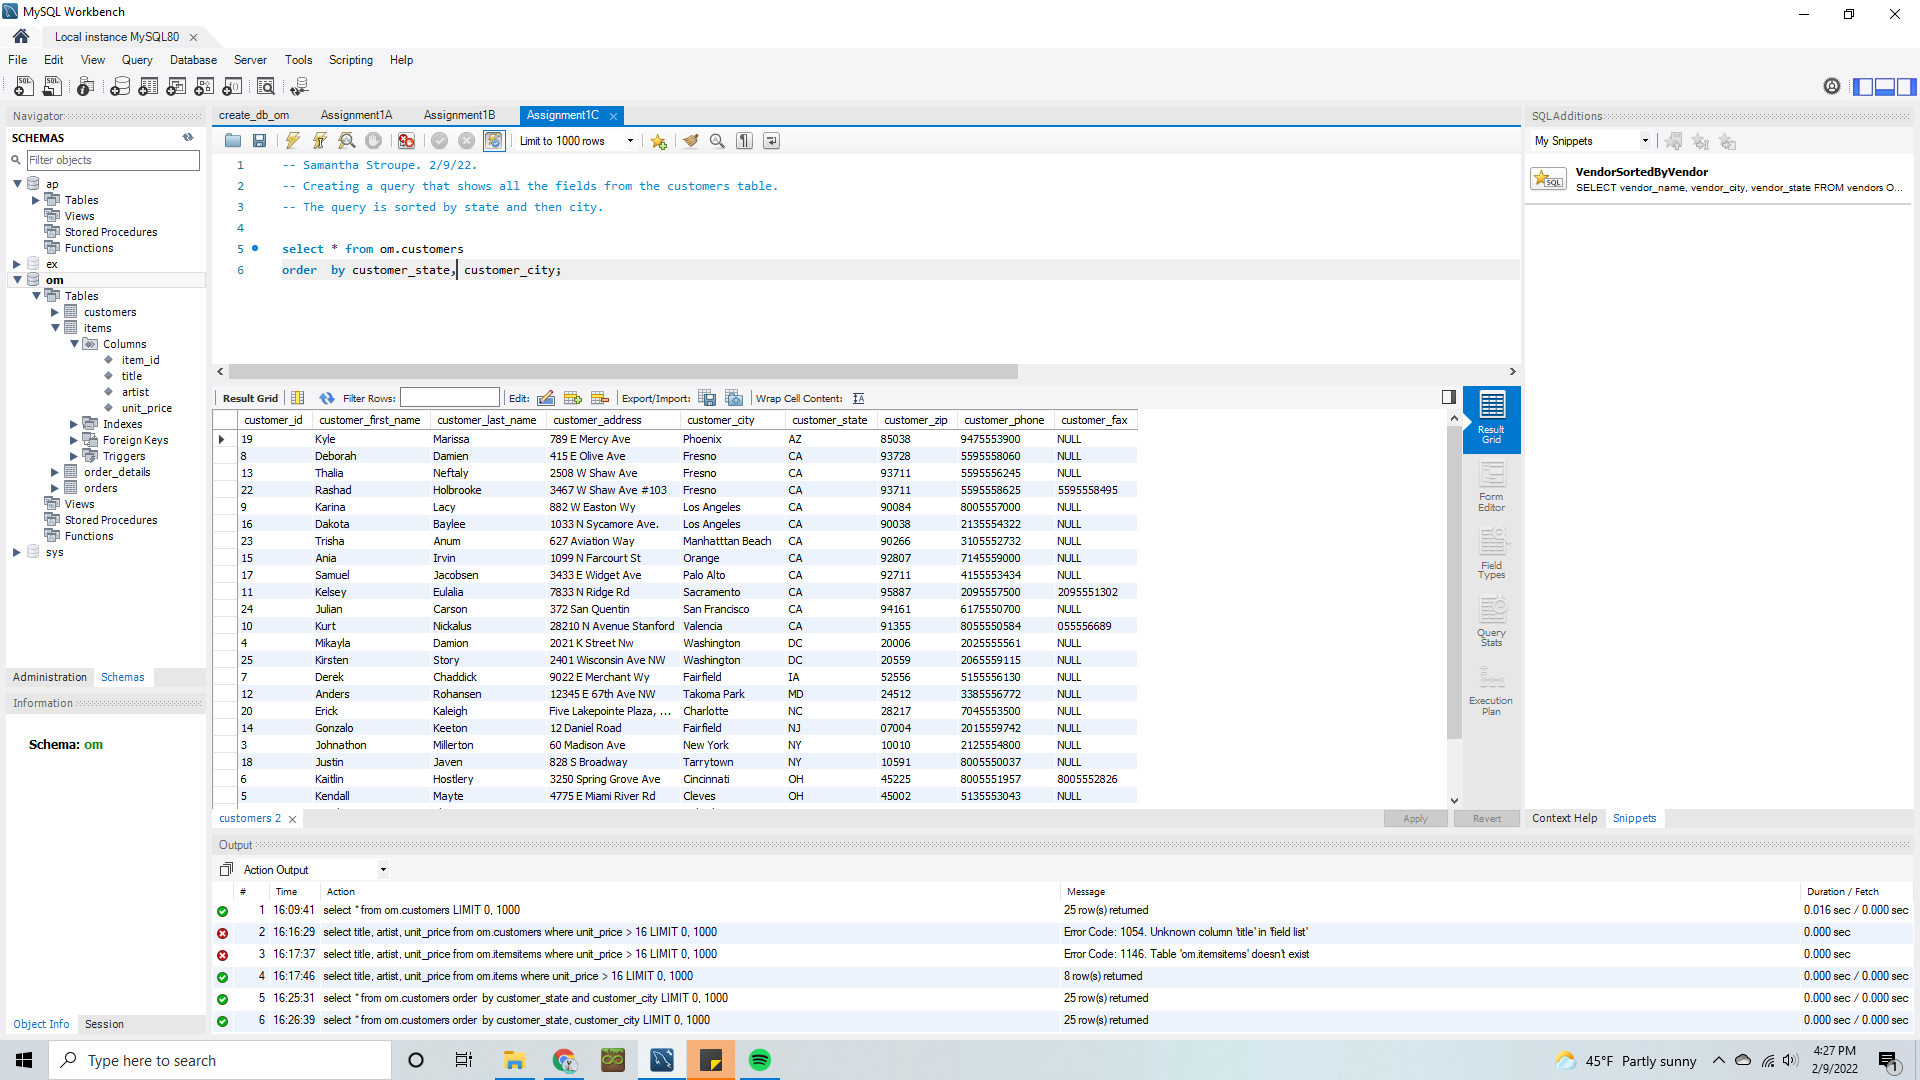 MySQL Workbench
Local instance MySQL80
File Edit View Query Database Server Tools Scripting Help
Navigator
SCHEMAS
Filter objects
ap
Tables
Views
Stored Procedures
Functions
ex
om
Tables
customers
items
Columns
item_id
title
artist
unit_price
Indexes
Foreign Keys
Triggers
order_details
orders
Views
Stored Procedures
Functions
sys
Administration Schemas
Information
Schema: om
Object Info Session
create_db_om Assignment1A Assignment1B Assignment1C
Limit to 1000 rows
1 -- Samantha Stroupe. 2/9/22.
2 -- Creating a query that shows all the fields from the customers table.
3 -- The query is sorted by state and then city.
4
5 select * from om.customers
6 order  by customer_state, customer_city;
Result Grid Filter Rows: Edit: Export/Import: Wrap Cell Content:
customer_id customer_first_name customer_last_name customer_address customer_city customer_state customer_zip customer_phone customer_fax
19 Kyle Marissa 789 E Mercy Ave Phoenix AZ 85038 9475553900 NULL
8 Deborah Damien 415 E Olive Ave Fresno CA 93728 5595558060 NULL
13 Thalia Neftaly 2508 W Shaw Ave Fresno CA 93711 5595556245 NULL
22 Rashad Holbrooke 3467 W Shaw Ave #103 Fresno CA 93711 5595558625 5595558495
9 Karina Lacy 882 W Easton Wy Los Angeles CA 90084 8005557000 NULL
16 Dakota Baylee 1033 N Sycamore Ave. Los Angeles CA 90038 2135554322 NULL
23 Trisha Anum 627 Aviation Way Manhatttan Beach CA 90266 3105552732 NULL
15 Ania Irvin 1099 N Farcourt St Orange CA 92807 7145559000 NULL
17 Samuel Jacobsen 3433 E Widget Ave Palo Alto CA 92711 4155553434 NULL
11 Kelsey Eulalia 7833 N Ridge Rd Sacramento CA 95887 2095557500 2095551302
24 Julian Carson 372 San Quentin San Francisco CA 94161 6175550700 NULL
10 Kurt Nickalus 28210 N Avenue Stanford Valencia CA 91355 8055550584 055556689
4 Mikayla Damion 2021 K Street Nw Washington DC 20006 2025555561 NULL
25 Kirsten Story 2401 Wisconsin Ave NW Washington DC 20559 2065559115 NULL
7 Derek Chaddick 9022 E Merchant Wy Fairfield IA 52556 5155556130 NULL
12 Anders Rohansen 12345 E 67th Ave NW Takoma Park MD 24512 3385556772 NULL
20 Erick Kaleigh Five Lakepointe Plaza, ... Charlotte NC 28217 7045553500 NULL
14 Gonzalo Keeton 12 Daniel Road Fairfield NJ 07004 2015559742 NULL
3 Johnathon Millerton 60 Madison Ave New York NY 10010 2125554800 NULL
18 Justin Javen 828 S Broadway Tarrytown NY 10591 8005550037 NULL
6 Kaitlin Hostlery 3250 Spring Grove Ave Cincinnati OH 45225 8005551957 8005552826
5 Kendall Mayte 4775 E Miami River Rd Cleves OH 45002 5135553043 NULL
Result Grid
Form Editor
Field Types
Query Stats
Execution Plan
customers 2 Apply Revert
SQLAdditions
My Snippets
SQL
VendorSortedByVendor
SELECT vendor_name, vendor_city, vendor_state FROM vendors O...
Context Help Snippets
Output
Action Output
# Time Action Message Duration / Fetch
1 16:09:41 select * from om.customers LIMIT 0, 1000 25 row(s) returned 0.016 sec / 0.000 sec
2 16:16:29 select title, artist, unit_price from om.customers where unit_price > 16 LIMIT 0, 1000 Error Code: 1054. Unknown column 'title' in 'field list' 0.000 sec
3 16:17:37 select title, artist, unit_price from om.itemsitems where unit_price > 16 LIMIT 0, 1000 Error Code: 1146. Table 'om.itemsitems' doesn't exist 0.000 sec
4 16:17:46 select title, artist, unit_price from om.items where unit_price > 16 LIMIT 0, 1000 8 row(s) returned 0.000 sec / 0.000 sec
5 16:25:31 select * from om.customers order  by customer_state and customer_city LIMIT 0, 1000 25 row(s) returned 0.000 sec / 0.000 sec
6 16:26:39 select * from om.customers order  by customer_state, customer_city LIMIT 0, 1000 25 row(s) returned 0.000 sec / 0.000 sec
Type here to search
45°F Partly sunny
4:27 PM
2/9/2022
1